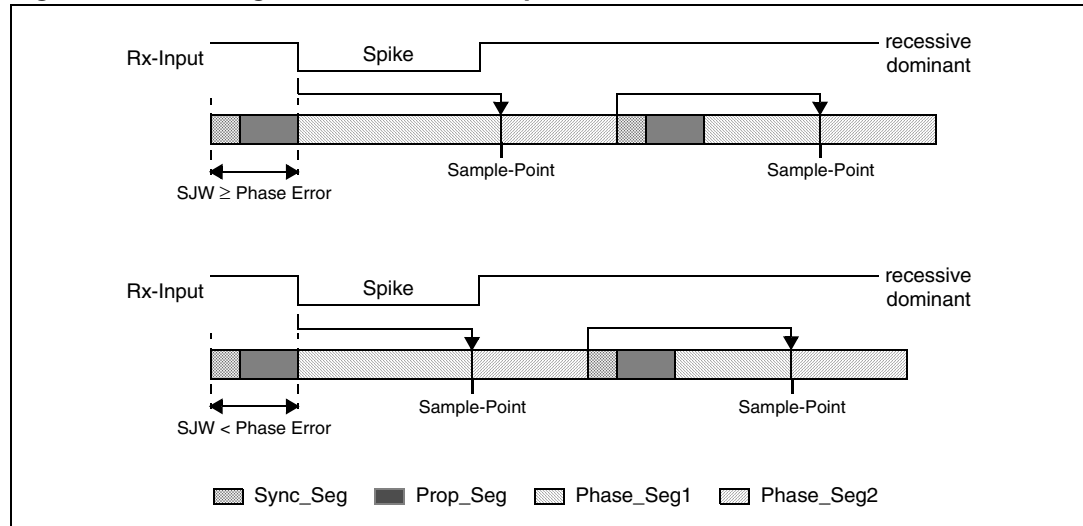 Rx-Input
Spike
recessive
dominant
Sample-Point
Sample-Point
SJW ≥ Phase Error
Rx-Input
Spike
recessive
dominant
Sample-Point
Sample-Point
SJW < Phase Error
Sync_Seg
Prop_Seg
Phase_Seg1
Phase_Seg2